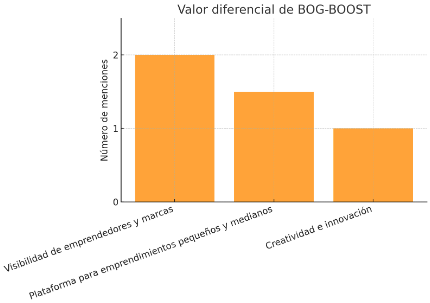 Valor diferencial de BOG-BOOST
Número de menciones
2
1
0
Visibilidad de emprendedores y marcas
Plataforma para emprendimientos pequeños y medianos
Creatividad e innovación